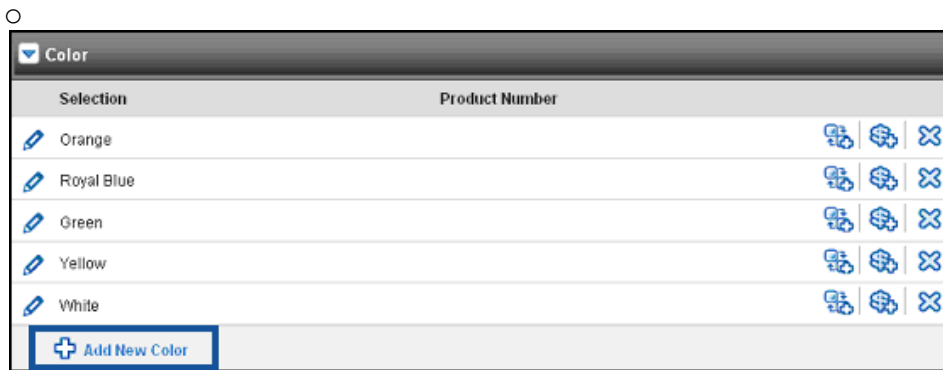 Color
Selection Product Number
Orange
Royal Blue
Green
Yellow
White
Add New Color